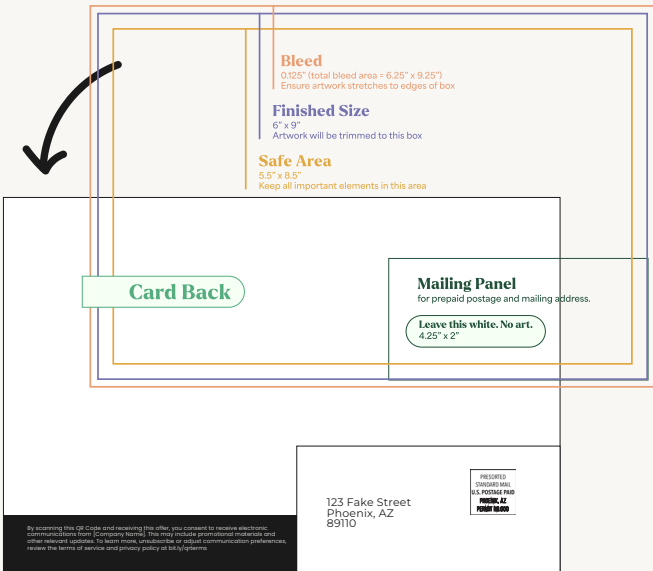 Bleed
0.125" (total bleed area = 6.25" x 9.25")
Ensure artwork stretches to edges of box
Finished Size
6" x 9"
Artwork will be trimmed to this box
Safe Area
5.5" x 8.5"
Keep all important elements in this area
Card Back
Mailing Panel
for prepaid postage and mailing address.
Leave this white. No art.
4.25" x 2"
PRESORTED
STANDARD MAIL
U.S. POSTAGE PAID
PHOENIX, AZ
PERMIT
123 Fake Street
Phoenix, AZ
89110
By scanning this QR Code and receiving this offer, you consent to receive electronic
communications from [Company Name]. This may include promotional materials and
other relevant updates. To learn more, unsubscribe or adjust communication preferences,
review the terms of service and privacy policy at bit.ly/qrterms